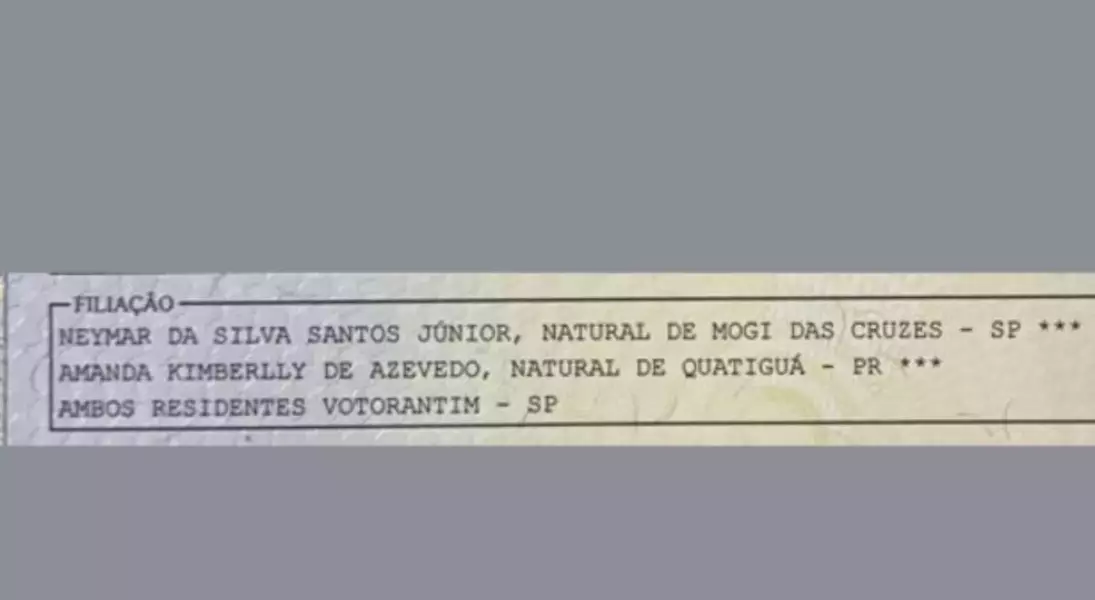 FILIAÇÃO
NEYMAR DA SILVA SANTOS JÚNIOR, NATURAL DE MOGI DAS CRUZES - SP ***
AMANDA KIMBERLLY DE AZEVEDO, NATURAL DE QUATIGUÁ - PR ***
AMBOS RESIDENTES VOTORANTIM - SP